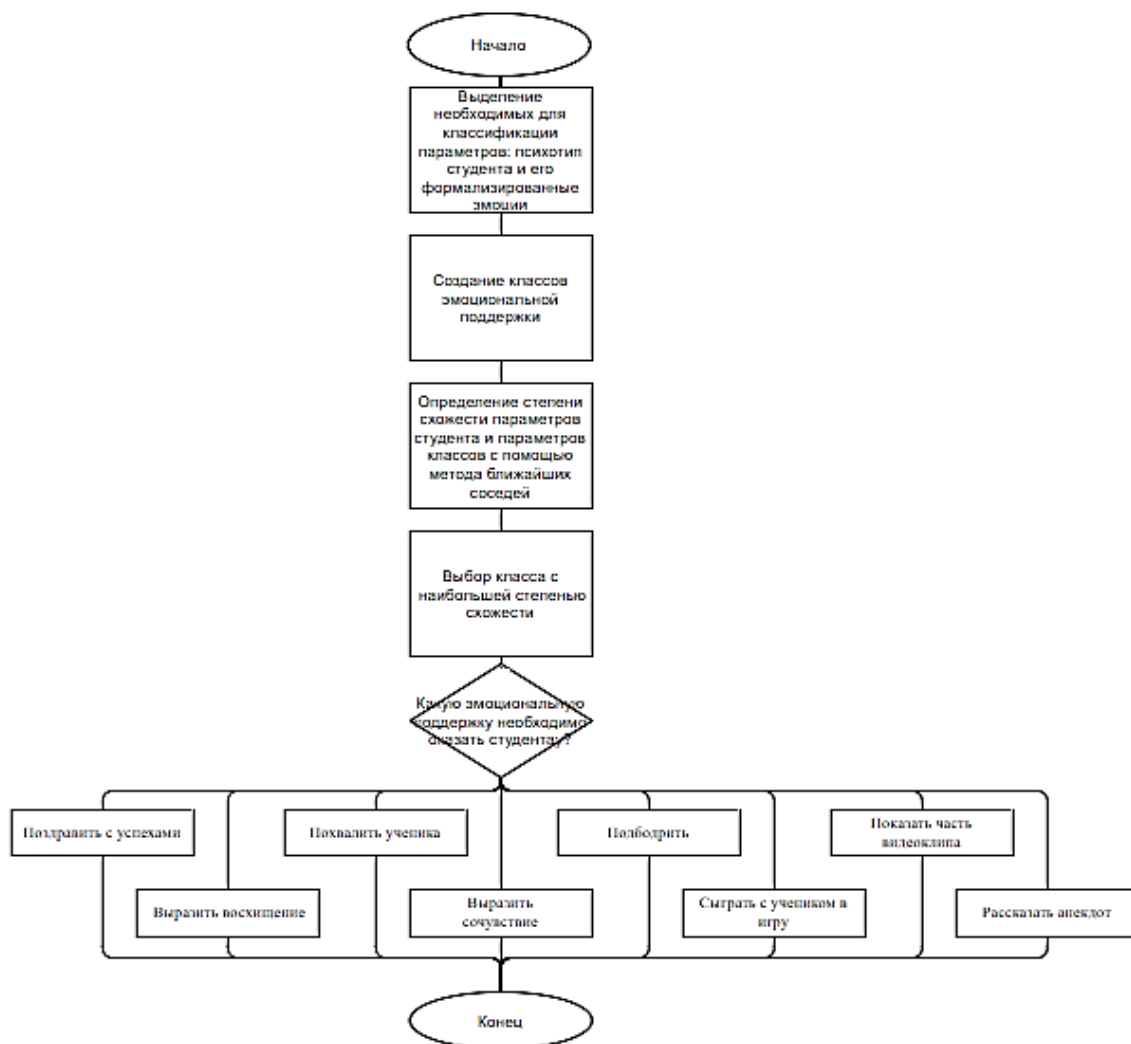 Начало
Выделение
необходимых для
классификации
параметров: психотип
студента и его
формализированные
эмоции
Создание классов
эмоциональной
поддержки
Определение степени
схожести параметров
студента и параметров
классов с помощью
метода ближайших
соседей
Выбор класса с
наибольшей степенью
схожести
Какую эмоциональную
поддержку необходимо
оказать студентау?
Поздравить с успехами
Похвалить ученика
Подбодрить
Показать часть
видеоклипа
Выразить восхищение
Выразить
сочувствие
Сыграть с учеником в
игру
Рассказать анекдот
Конец